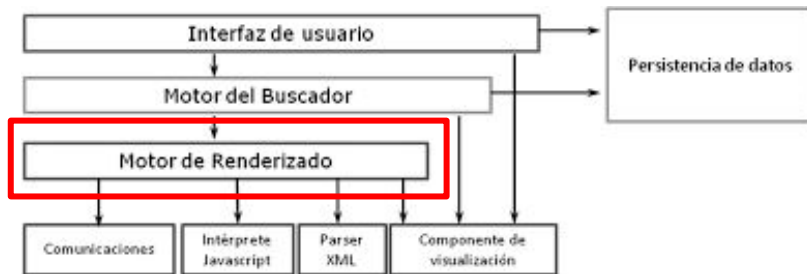 Interfaz de usuario
Persistencia de datos
Motor del Buscador
Motor de Renderizado
Comunicaciones
Intérprete
Javascript
Parser
XML
Componente de
visualización